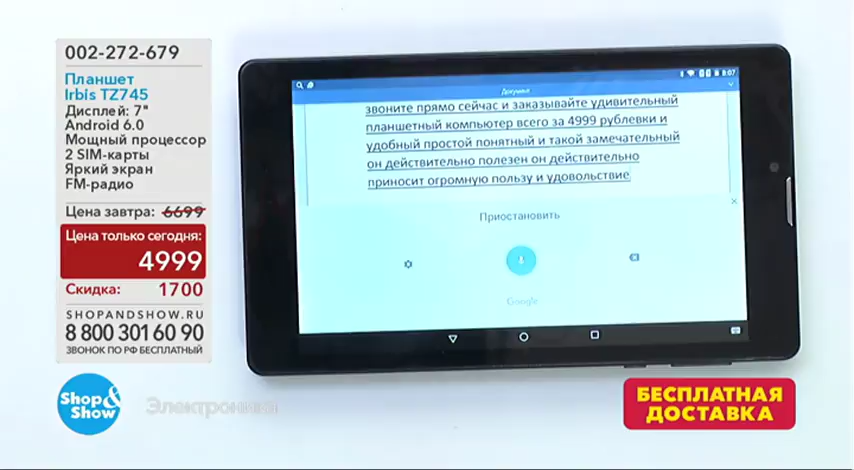 002-272-679
Планшет
Irbis TZ745
Дисплей: 7"
Android 6.0
Мощный процессор
2 SIM-карты
Яркий экран
FM-радио
Цена завтра: 6699
Цена только сегодня:
4999
Скидка: 1700
SHOPANDSHOW.RU
8 800 301 60 90
ЗВОНОК ПО РФ БЕСПЛАТНЫЙ
Shop&
Show
Электроника
8:07
Документ
звоните прямо сейчас и заказывайте удивительный
планшетный компьютер всего за 4999 рублевки и
удобный простой понятный и такой замечательный
он действительно полезен он действительно
приносит огромную пользу и удовольствие
Приостановить
Google
БЕСПЛАТНАЯ
ДОСТАВКА